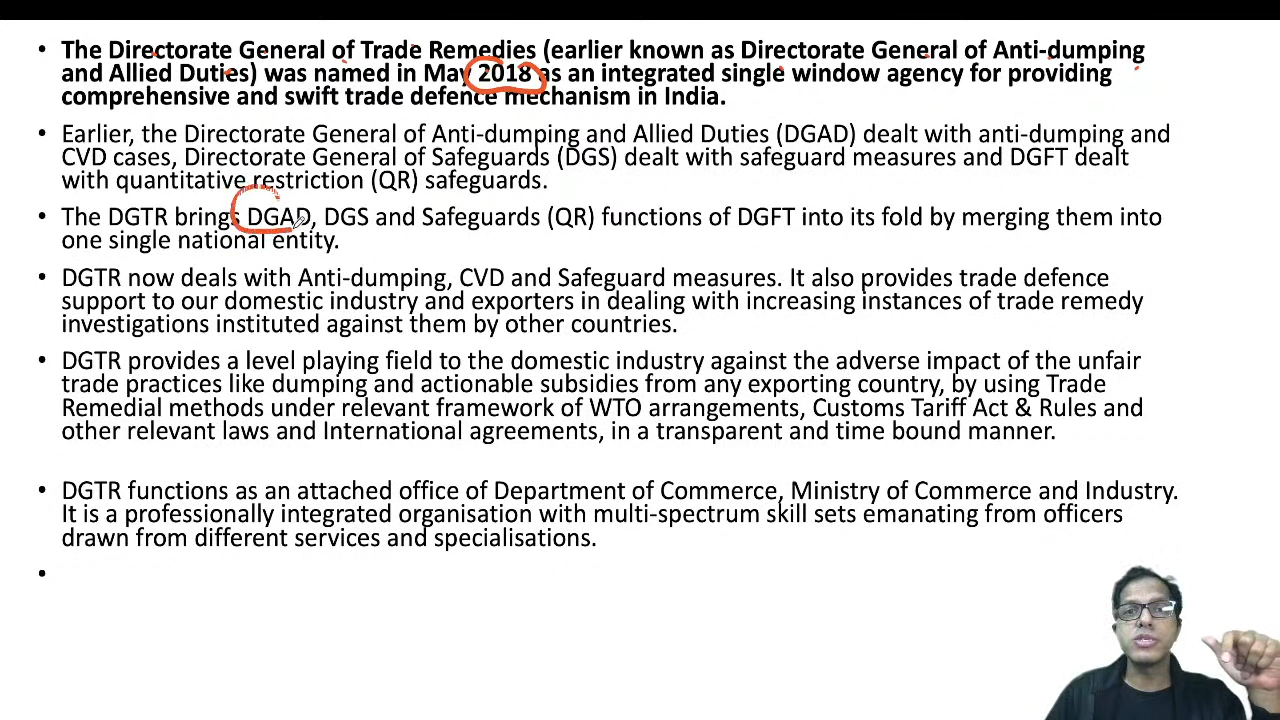 • The Directorate General of Trade Remedies (earlier known as Directorate General of Anti-dumping
and Allied Duties) was named in May 2018 as an integrated single window agency for providing
comprehensive and swift trade defence mechanism in India.
• Earlier, the Directorate General of Anti-dumping and Allied Duties (DGAD) dealt with anti-dumping and
CVD cases, Directorate General of Safeguards (DGS) dealt with safeguard measures and DGFT dealt
with quantitative restriction (QR) safeguards.
• The DGTR brings DGAD, DGS and Safeguards (QR) functions of DGFT into its fold by merging them into
one single national entity.
• DGTR now deals with Anti-dumping, CVD and Safeguard measures. It also provides trade defence
support to our domestic industry and exporters in dealing with increasing instances of trade remedy
investigations instituted against them by other countries.
• DGTR provides a level playing field to the domestic industry against the adverse impact of the unfair
trade practices like dumping and actionable subsidies from any exporting country, by using Trade
Remedial methods under relevant framework of WTO arrangements, Customs Tariff Act & Rules and
other relevant laws and International agreements, in a transparent and time bound manner.
• DGTR functions as an attached office of Department of Commerce, Ministry of Commerce and Industry.
It is a professionally integrated organisation with multi-spectrum skill sets emanating from officers
drawn from different services and specialisations.
•